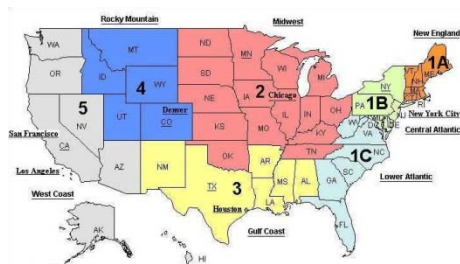 Rocky Mountain
Midwest
New England
WA
MT
ND
MN
OR
ID
SD
WI
MI
NY
1A
WY
4
2
IA
Chicago
1B
PA
5
NV
UT
Denver
CO
NE
IL
IN
OH
New York City
San Francisco
CA
KS
MO
KY
VA
Central Atlantic
Los Angeles
AZ
NM
OK
AR
TN
NC
1C
SC
Lower Atlantic
West Coast
TX
3
MS
AL
GA
LA
Houston
FL
Gulf Coast
AK
HI